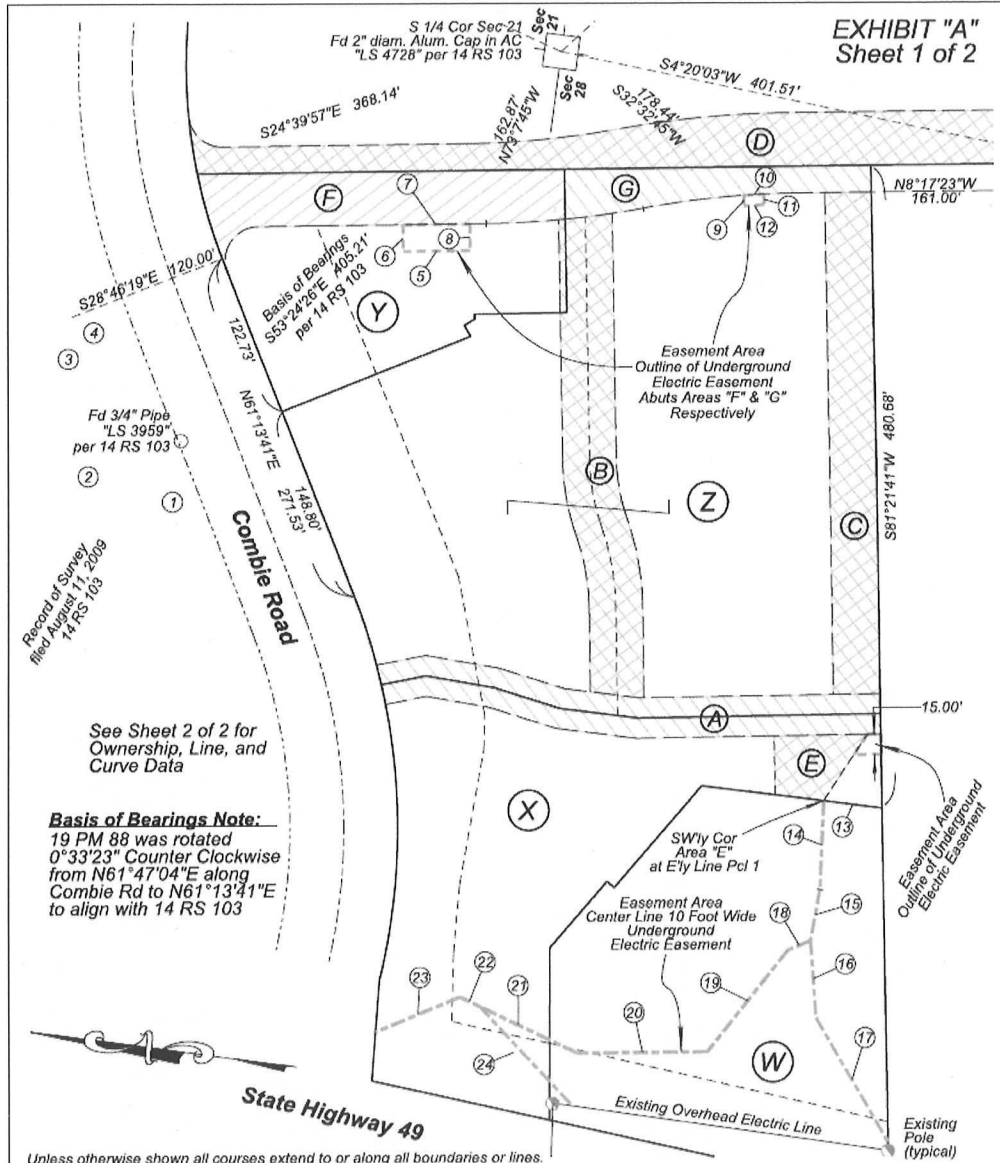 EXHIBIT "A"
Sheet 1 of 2
S 1/4 Cor Sec 21
Fd 2" diam. Alum. Cap in AC
"LS 4728" per 14 RS 103
Sec 21
Sec 28
S4°20'03"W 401.51'
S24°39'57"E 368.14'
162.87'
N79°7'45"W
178.44'
S32°32'45"W
D
N8°17'23"W
161.00'
F
7
G
10
9
11
12
6
8
5
Basis of Bearings
S53°24'26"E 405.21'
per 14 RS 103
Y
S28°46'19"E 120.00'
4
3
122.73'
Easement Area
Outline of Underground
Electric Easement
Abuts Areas "F" & "G"
Respectively
Fd 3/4" Pipe
"LS 3959"
per 14 RS 103
2
1
N61°13'41"E
148.80'
271.53'
B
Z
C
S81°21'41"W 480.68'
Combie Road
Record of Survey
filed August 11, 2009
14 RS 103
A
15.00'
See Sheet 2 of 2 for
Ownership, Line, and
Curve Data
E
X
Basis of Bearings Note:
19 PM 88 was rotated
0°33'23" Counter Clockwise
from N61°47'04"E along
Combie Rd to N61°13'41"E
to align with 14 RS 103
SW'ly Cor
Area "E"
at E'ly Line Pcl 1
13
14
Easement Area
Outline of Underground
Electric Easement
Easement Area
Center Line 10 Foot Wide
Underground
Electric Easement
15
18
16
19
23
22
21
20
17
24
W
State Highway 49
Existing Overhead Electric Line
Existing
Pole
(typical)
Unless otherwise shown all courses extend to or along all boundaries or lines.